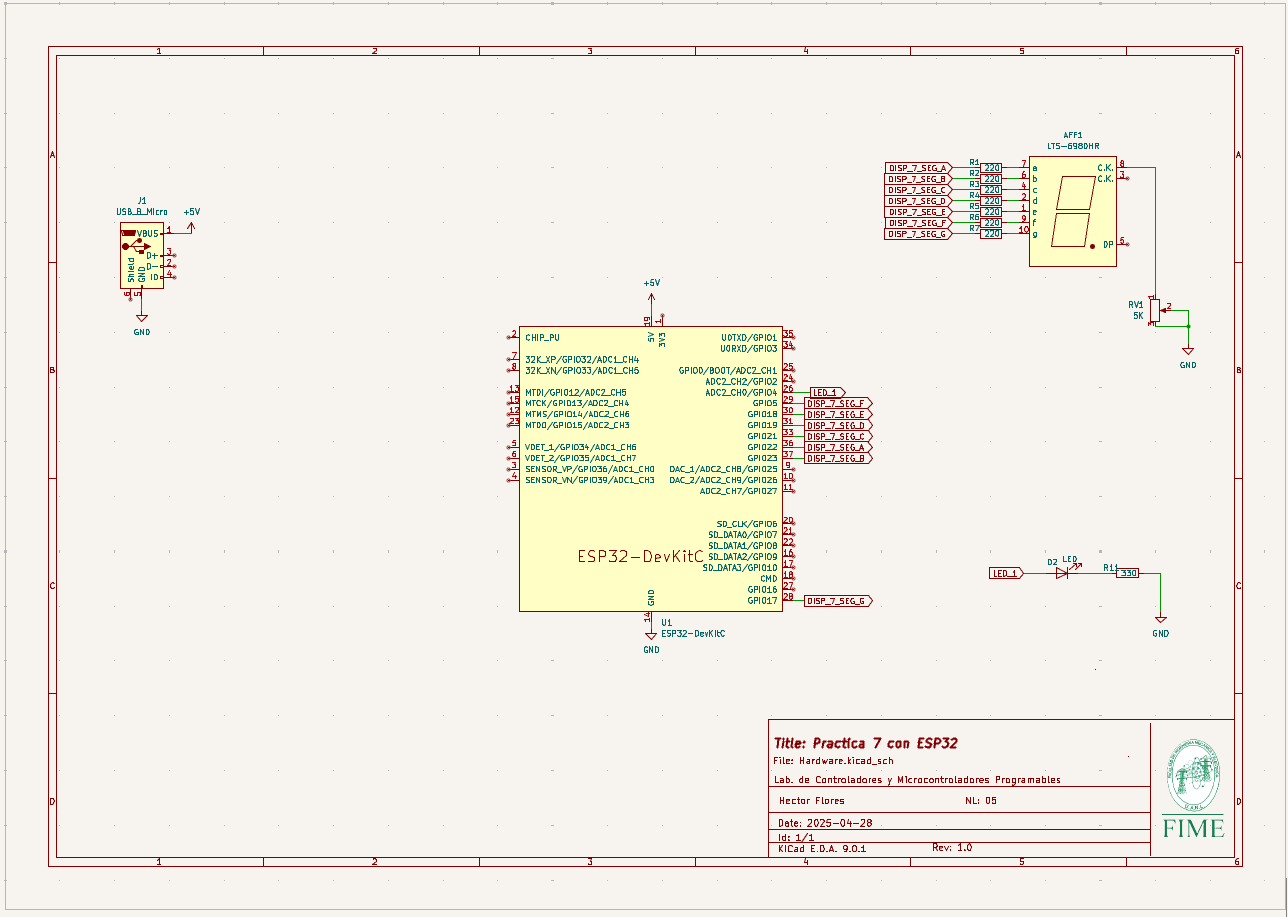 1 2 3 4 5 6
A A
B B
C C
D D
J1
USB_B_Micro
+5V
VBUS 1
D+ 3
D- 2
ID 4
Shield
GND
6 5
GND
AFF1
LTS-6980HR
DISP_7_SEG_A R1 220 7 a C.K. 8
DISP_7_SEG_B R2 220 6 b C.K. 3
DISP_7_SEG_C R3 220 4 c
DISP_7_SEG_D R4 220 2 d
DISP_7_SEG_E R5 220 1 e
DISP_7_SEG_F R6 220 9 f
DISP_7_SEG_G R7 220 10 g
DP 5
RV1
5K
1 2 3
GND
+5V
19 1
5V 3V3
2 CHIP_PU U0TXD/GPIO1 35
U0RXD/GPIO3 34
7 32K_XP/GPIO32/ADC1_CH4
8 32K_XN/GPIO33/ADC1_CH5 GPIO0/BOOT/ADC2_CH1 25
ADC2_CH2/GPIO2 24
13 MTDI/GPIO12/ADC2_CH5 ADC2_CH0/GPIO4 26 LED_1
15 MTCK/GPIO13/ADC2_CH4 GPIO5 29 DISP_7_SEG_F
12 MTMS/GPIO14/ADC2_CH6 GPIO18 30 DISP_7_SEG_E
23 MTDO/GPIO15/ADC2_CH3 GPIO19 31 DISP_7_SEG_D
GPIO21 33 DISP_7_SEG_C
5 VDET_1/GPIO34/ADC1_CH6 GPIO22 36 DISP_7_SEG_A
6 VDET_2/GPIO35/ADC1_CH7 GPIO23 37 DISP_7_SEG_B
3 SENSOR_VP/GPIO36/ADC1_CH0 DAC_1/ADC2_CH8/GPIO25 9
4 SENSOR_VN/GPIO39/ADC1_CH3 DAC_2/ADC2_CH9/GPIO26 10
ADC2_CH7/GPIO27 11
SD_CLK/GPIO6 20
SD_DATA0/GPIO7 21
SD_DATA1/GPIO8 22
ESP32-DevKitC SD_DATA2/GPIO9 16
SD_DATA3/GPIO10 17
CMD 18
GPIO16 27
GPIO17 28 DISP_7_SEG_G
GND
14
U1
ESP32-DevKitC
GND
LED_1 D2 LED R11 330
GND
Title: Practica 7 con ESP32
File: Hardware.kicad_sch
Lab. de Controladores y Microcontroladores Programables
Hector Flores NL: 05
Date: 2025-04-28
Id: 1/1
KiCad E.D.A. 9.0.1 Rev: 1.0
FIME
1 2 3 4 5 6